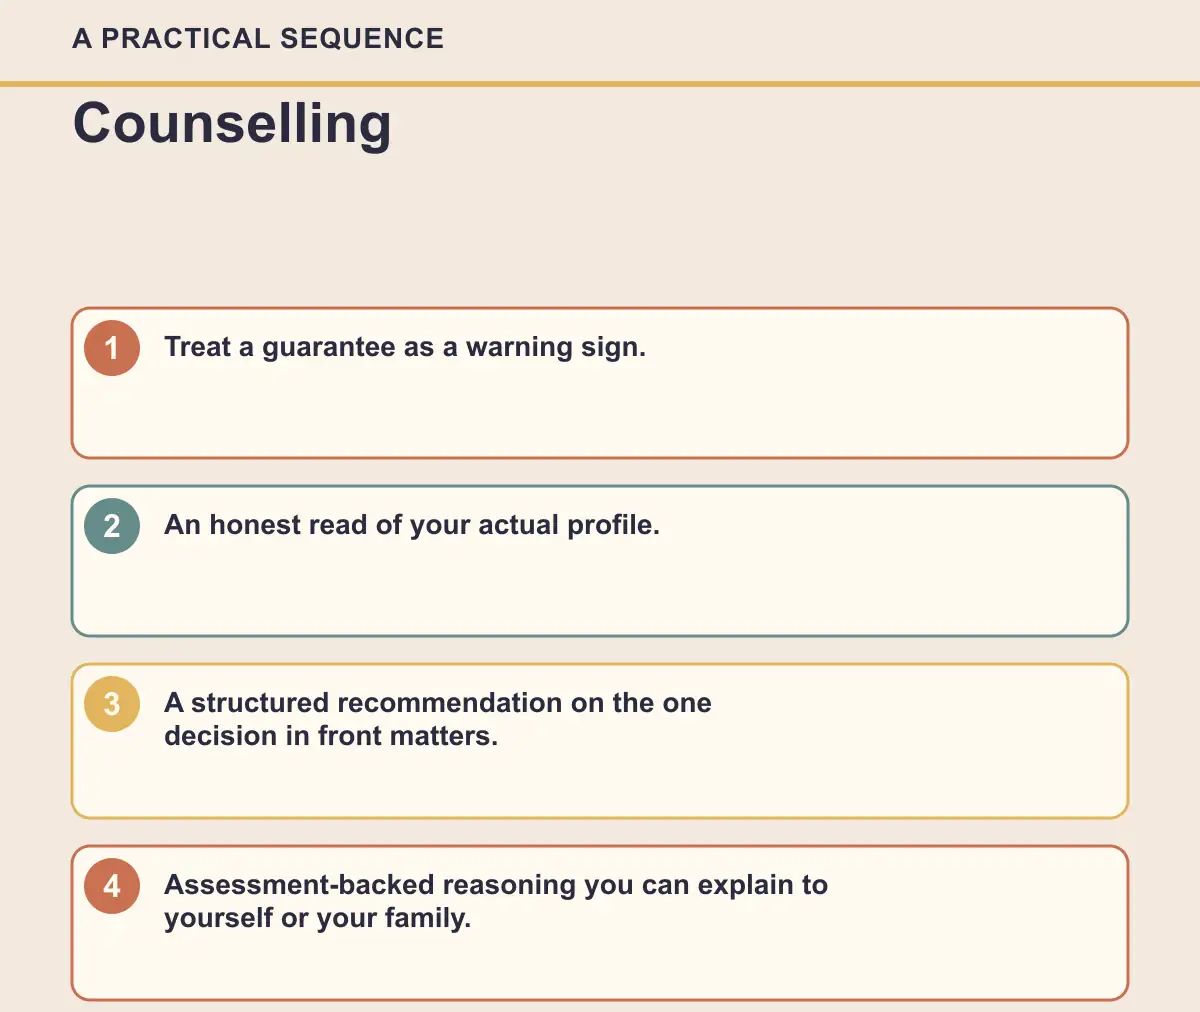 A PRACTICAL SEQUENCE
Counselling
1
Treat a guarantee as a warning sign.
2
An honest read of your actual profile.
3
A structured recommendation on the one
decision in front matters.
4
Assessment-backed reasoning you can explain to
yourself or your family.